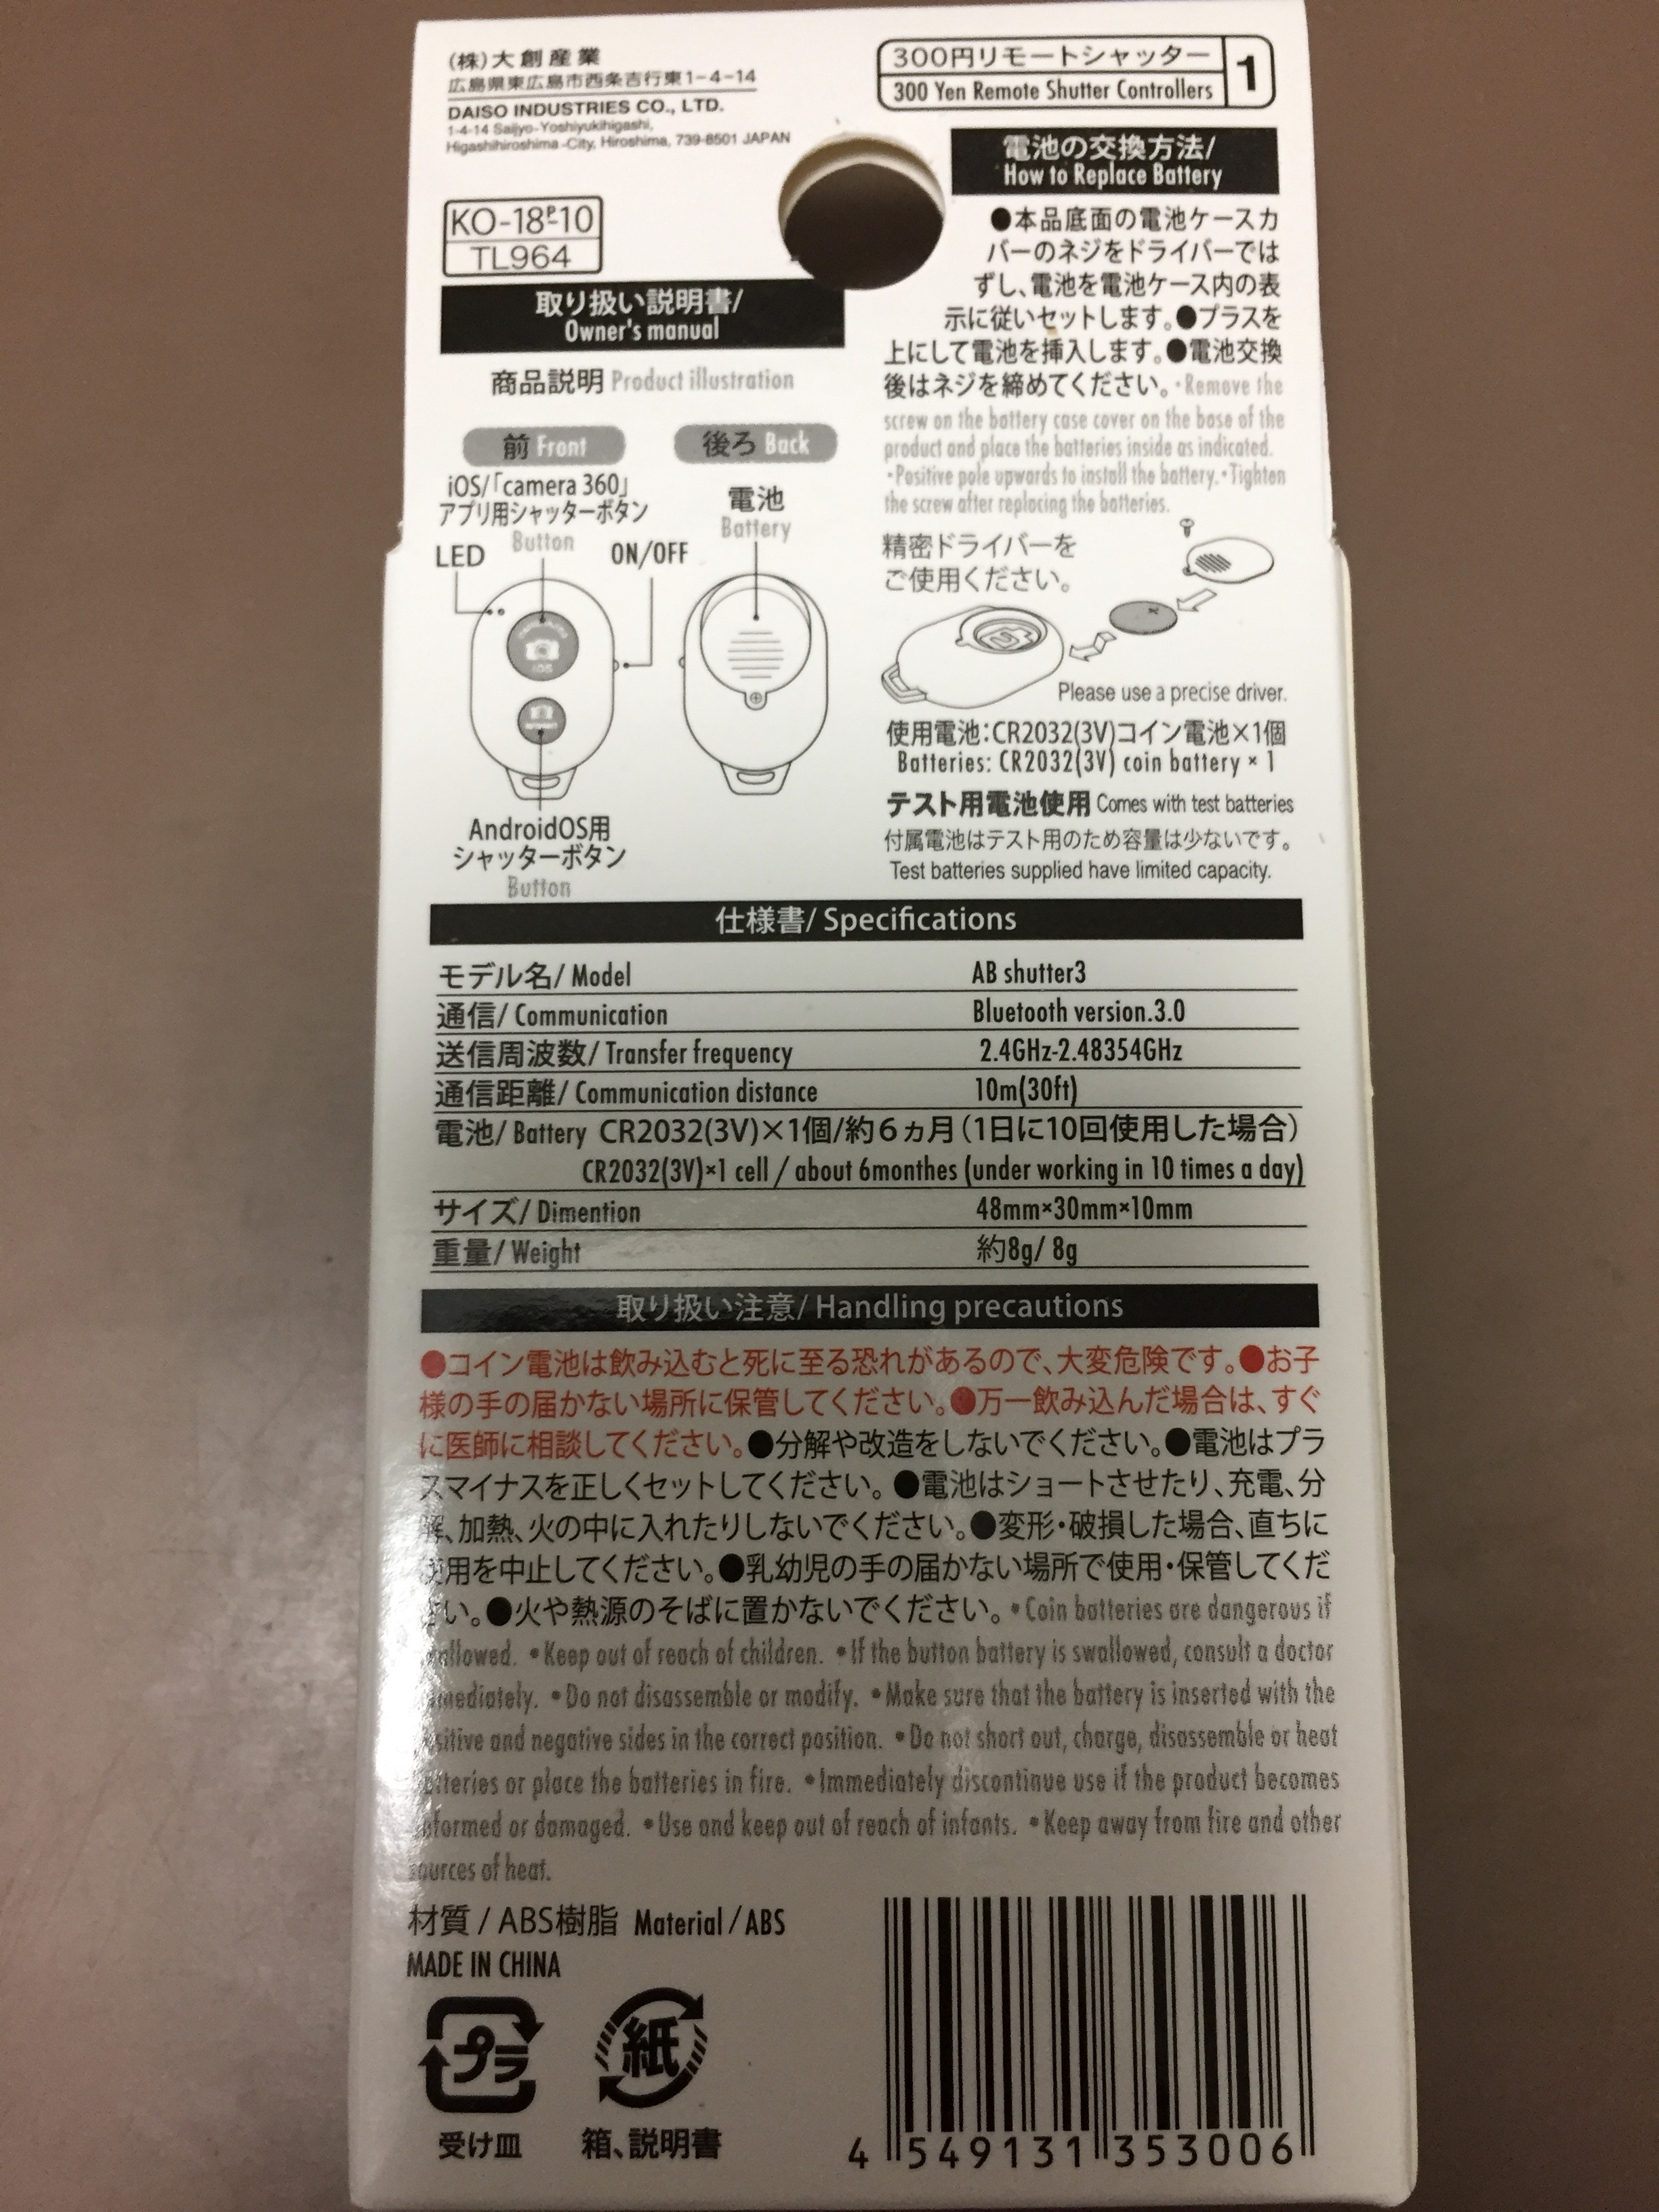 (株)大創産業
広島県東広島市西条吉行東1-4-14
DAISO INDUSTRIES CO., LTD.
1-4-14 Saijyo-Yoshiyukihigashi,
Higashihiroshima-City, Hiroshima, 739-8501 JAPAN
KO-18-P-10
TL964
取り扱い説明書/
Owner's manual
商品説明 Product illustration
前 Front
後ろ Back
iOS/「camera 360」
アプリ用シャッターボタン
Button
LED
ON/OFF
電池
Battery
iOS
AndroidOS用
シャッターボタン
Button
300円リモートシャッター
300 Yen Remote Shutter Controllers
1
電池の交換方法/
How to Replace Battery
●本品底面の電池ケースカ
バーのネジをドライバーでは
ずし、電池を電池ケース内の表
示に従いセットします。●プラスを
上にして電池を挿入します。●電池交換
後はネジを締めてください。・Remove the
screw on the battery case cover on the base of the
product and place the batteries inside as indicated.
・Positive pole upwards to install the battery.・Tighten
the screw after replacing the batteries.
精密ドライバーを
ご使用ください。
Please use a precise driver.
使用電池:CR2032(3V)コイン電池×1個
Batteries: CR2032(3V) coin battery × 1
テスト用電池使用 Comes with test batteries
付属電池はテスト用のため容量は少ないです。
Test batteries supplied have limited capacity.
仕様書/ Specifications
モデル名/ Model AB shutter3
通信/ Communication Bluetooth version.3.0
送信周波数/ Transfer frequency 2.4GHz-2.48354GHz
通信距離/ Communication distance 10m(30ft)
電池/ Battery CR2032(3V)×1個/約6ヵ月(1日に10回使用した場合)
CR2032(3V)×1 cell / about 6monthes (under working in 10 times a day)
サイズ/ Dimention 48mm×30mm×10mm
重量/ Weight 約8g/ 8g
取り扱い注意/ Handling precautions
●コイン電池は飲み込むと死に至る恐れがあるので、大変危険です。●お子
様の手の届かない場所に保管してください。●万一飲み込んだ場合は、すぐ
に医師に相談してください。●分解や改造をしないでください。●電池はプラ
スマイナスを正しくセットしてください。●電池はショートさせたり、充電、分
解、加熱、火の中に入れたりしないでください。●変形・破損した場合、直ちに
使用を中止してください。●乳幼児の手の届かない場所で使用・保管してくだ
さい。●火や熱源のそばに置かないでください。・Coin batteries are dangerous if
swallowed. •Keep out of reach of children. •If the button battery is swallowed, consult a doctor
immediately. •Do not disassemble or modify. •Make sure that the battery is inserted with the
positive and negative sides in the correct position. •Do not short out, charge, disassemble or heat
batteries or place the batteries in fire. •Immediately discontinue use if the product becomes
deformed or damaged. •Use and keep out of reach of infants. •Keep away from fire and other
sources of heat.
材質 / ABS樹脂 Material / ABS
MADE IN CHINA
プラ
紙
受け皿
箱、説明書
4 549131 353006